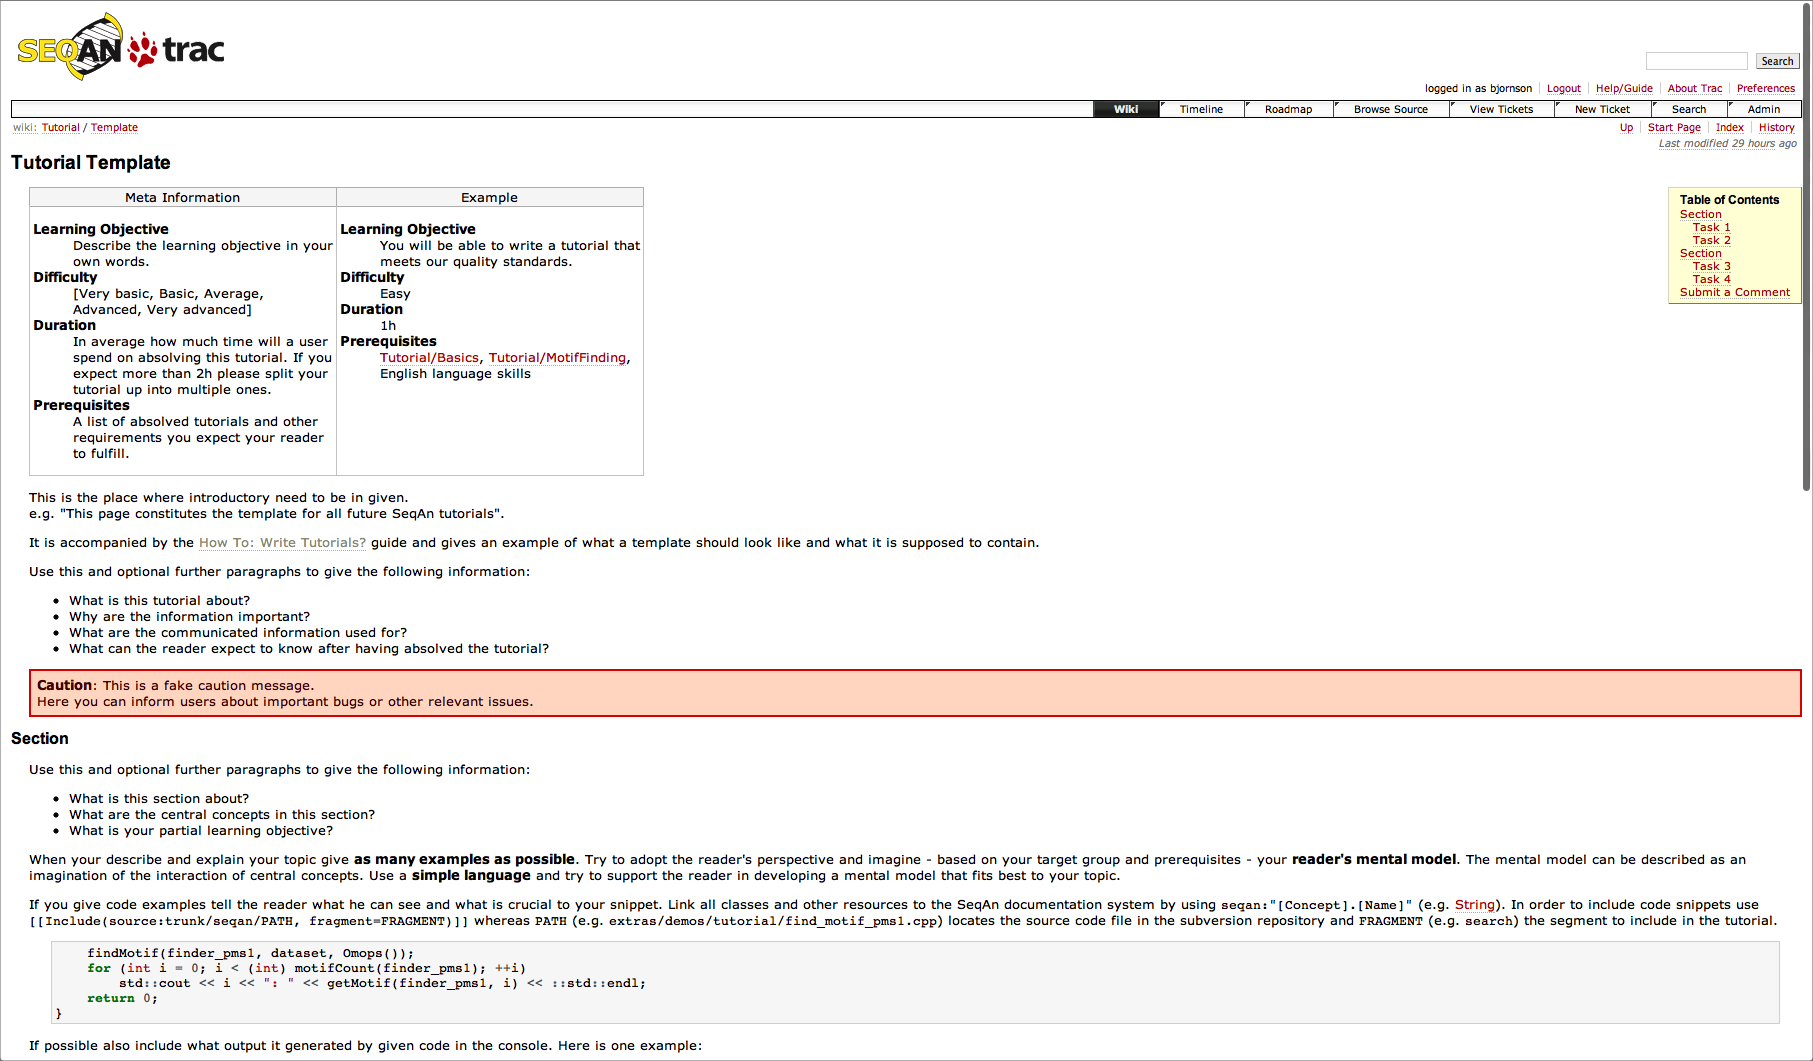 SEQAN trac
Search
logged in as bjornson Logout Help/Guide About Trac Preferences
Wiki Timeline Roadmap Browse Source View Tickets New Ticket Search Admin
wiki: Tutorial / Template
Up Start Page Index History
Last modified 29 hours ago
Tutorial Template
Meta Information
Learning Objective
Describe the learning objective in your
own words.
Difficulty
[Very basic, Basic, Average,
Advanced, Very advanced]
Duration
In average how much time will a user
spend on absolving this tutorial. If you
expect more than 2h please split your
tutorial up into multiple ones.
Prerequisites
A list of absolved tutorials and other
requirements you expect your reader
to fulfill.
Example
Learning Objective
You will be able to write a tutorial that
meets our quality standards.
Difficulty
Easy
Duration
1h
Prerequisites
Tutorial/Basics, Tutorial/MotifFinding,
English language skills
Table of Contents
Section
Task 1
Task 2
Section
Task 3
Task 4
Submit a Comment
This is the place where introductory need to be in given.
e.g. "This page constitutes the template for all future SeqAn tutorials".
It is accompanied by the How To: Write Tutorials? guide and gives an example of what a template should look like and what it is supposed to contain.
Use this and optional further paragraphs to give the following information:
• What is this tutorial about?
• Why are the information important?
• What are the communicated information used for?
• What can the reader expect to know after having absolved the tutorial?
Caution: This is a fake caution message.
Here you can inform users about important bugs or other relevant issues.
Section
Use this and optional further paragraphs to give the following information:
• What is this section about?
• What are the central concepts in this section?
• What is your partial learning objective?
When your describe and explain your topic give as many examples as possible. Try to adopt the reader's perspective and imagine - based on your target group and prerequisites - your reader's mental model. The mental model can be described as an
imagination of the interaction of central concepts. Use a simple language and try to support the reader in developing a mental model that fits best to your topic.
If you give code examples tell the reader what he can see and what is crucial to your snippet. Link all classes and other resources to the SeqAn documentation system by using seqan:"[Concept].[Name]" (e.g. String). In order to include code snippets use
[[Include(source:trunk/seqan/PATH, fragment=FRAGMENT)]] whereas PATH (e.g. extras/demos/tutorial/find_motif_pms1.cpp) locates the source code file in the subversion repository and FRAGMENT (e.g. search) the segment to include in the tutorial.
findMotif(finder_pms1, dataset, Omops());
for (int i = 0; i < (int) motifCount(finder_pms1); ++i)
std::cout << i << ": " << getMotif(finder_pms1, i) << ::std::endl;
return 0;
}
If possible also include what output it generated by given code in the console. Here is one example: